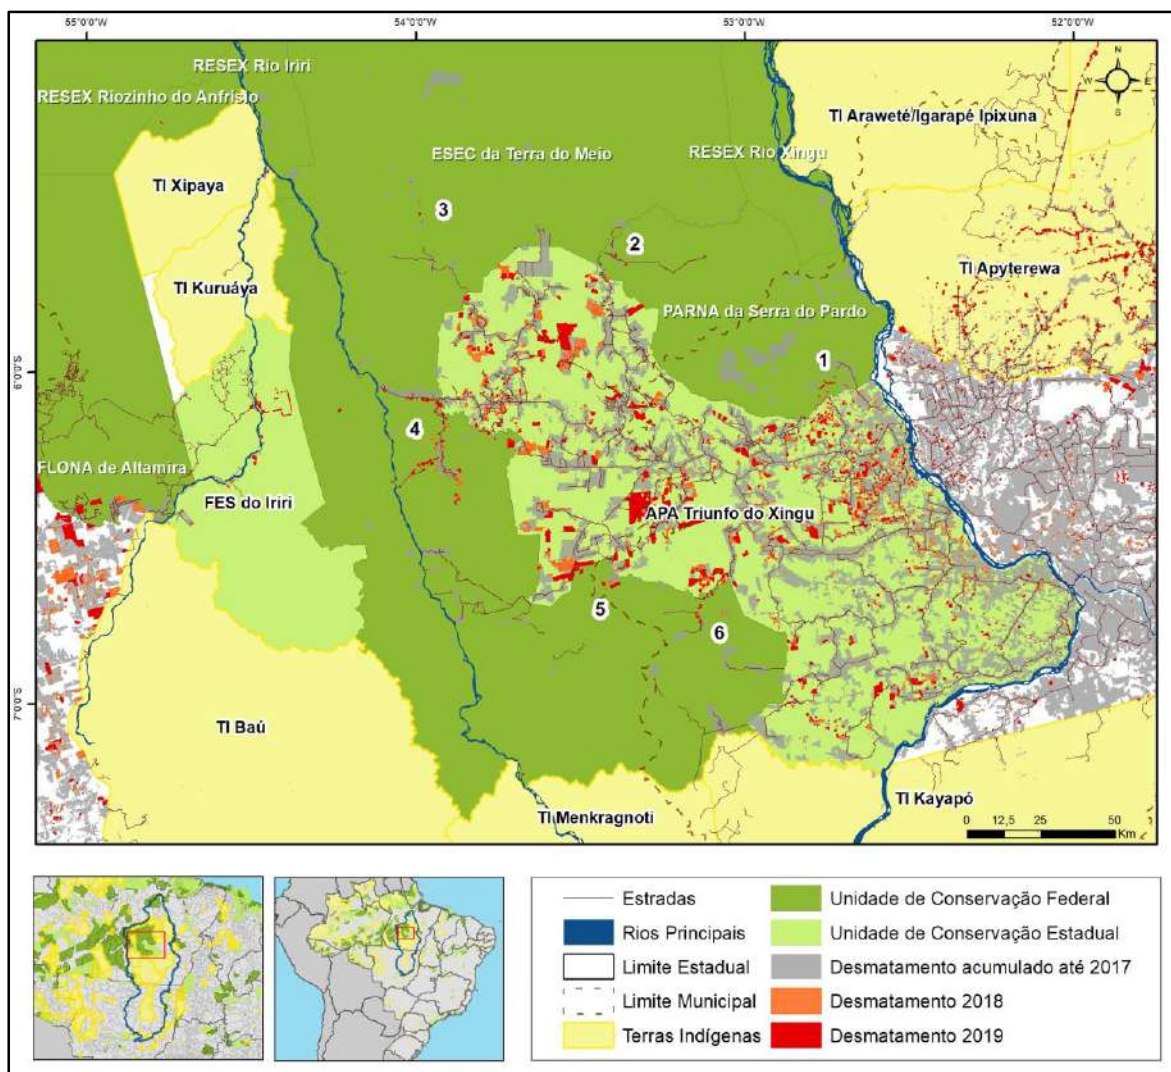 55°0'0"W 54°0'0"W 53°0'0"W 52°0'0"W
N
W E
S
RESEX Rio Iriri
RESEX Riozinho do Anfrísio
TI Araweté/Igarapé Ipixuna
ESEC da Terra do Meio
RESEX Rio Xingu
TI Xipaya
3
2
TI Apyterewa
TI Kuruáya
PARNA da Serra do Pardo
1
6°0'0"S
4
FLONA de Altamira
FES do Iriri
APA Triunfo do Xingu
5
6
7°0'0"S
TI Baú
TI Kayapó
TI Menkragnoti
0 12,5 25 50
Km
Estradas
Rios Principais
Limite Estadual
Limite Municipal
Terras Indígenas
Unidade de Conservação Federal
Unidade de Conservação Estadual
Desmatamento acumulado até 2017
Desmatamento 2018
Desmatamento 2019